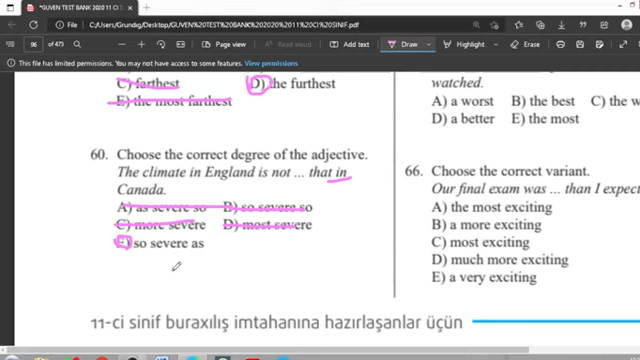 *GUVEN TEST BANK 2020 11 CI S
File
C:/Users/Grundig/Desktop/GUVEN%20TEST%20BANK%202020%2011%20CI%20SINIF.pdf
96 of 473
Page view
Read aloud
Add text
Draw
Highlight
Erase
This file has limited permissions. You may not have access to some features. View permissions
C) farthest D) the furthest
E) the most farthest
60. Choose the correct degree of the adjective.
The climate in England is not ... that in
Canada.
A) as severe so B) so severe so
C) more severe D) most severe
E) so severe as
watched.
A) a worst B) the best C) the w
D) a better E) the most
66. Choose the correct variant.
Our final exam was ... than I expect
A) the most exciting
B) a more exciting
C) most exciting
D) much more exciting
E) a very exciting
11-ci sinif buraxılış imtahanına hazırlaşanlar üçün